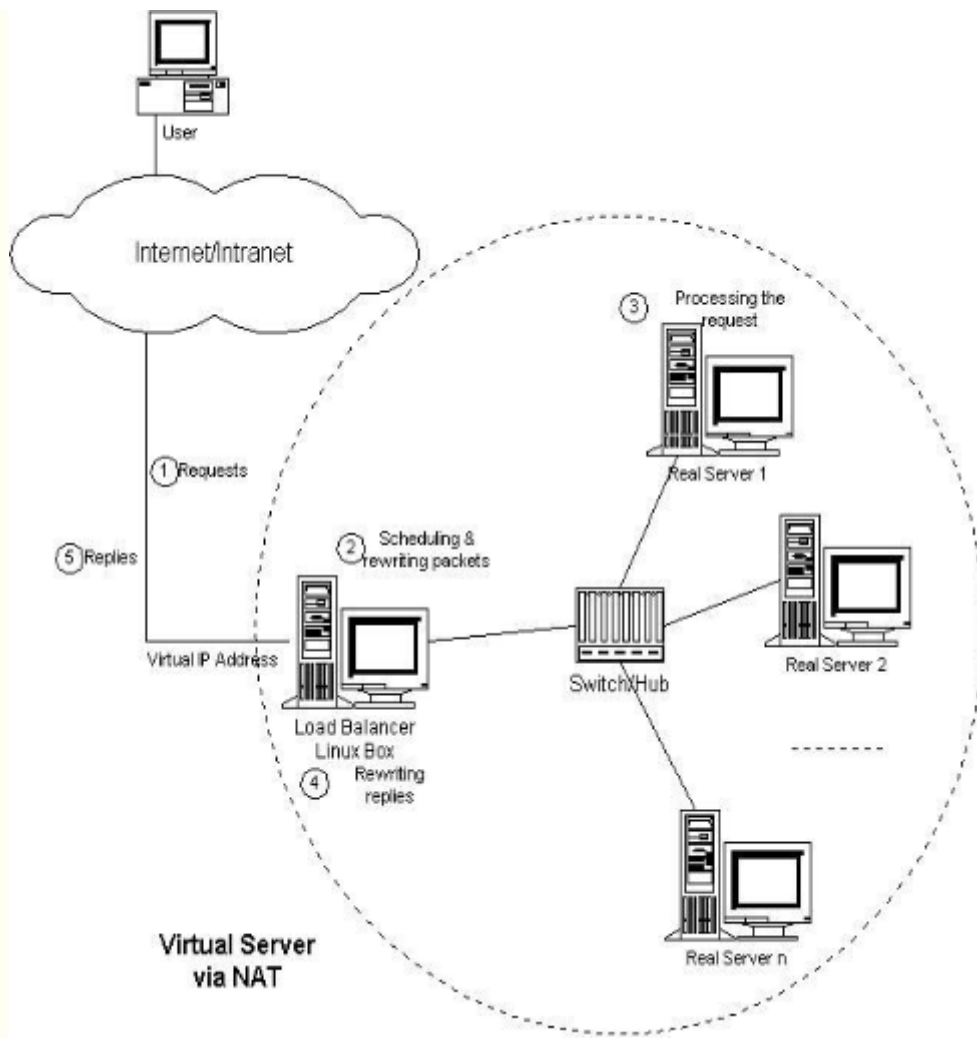 User
Internet/Intranet
3
Processing the
request
Real Server 1
1
Requests
2
Scheduling &
rewriting packets
5
Replies
Virtual IP Address
Switch/Hub
Real Server 2
Load Balancer
Linux Box
4
Rewriting
replies
Real Server n
Virtual Server
via NAT